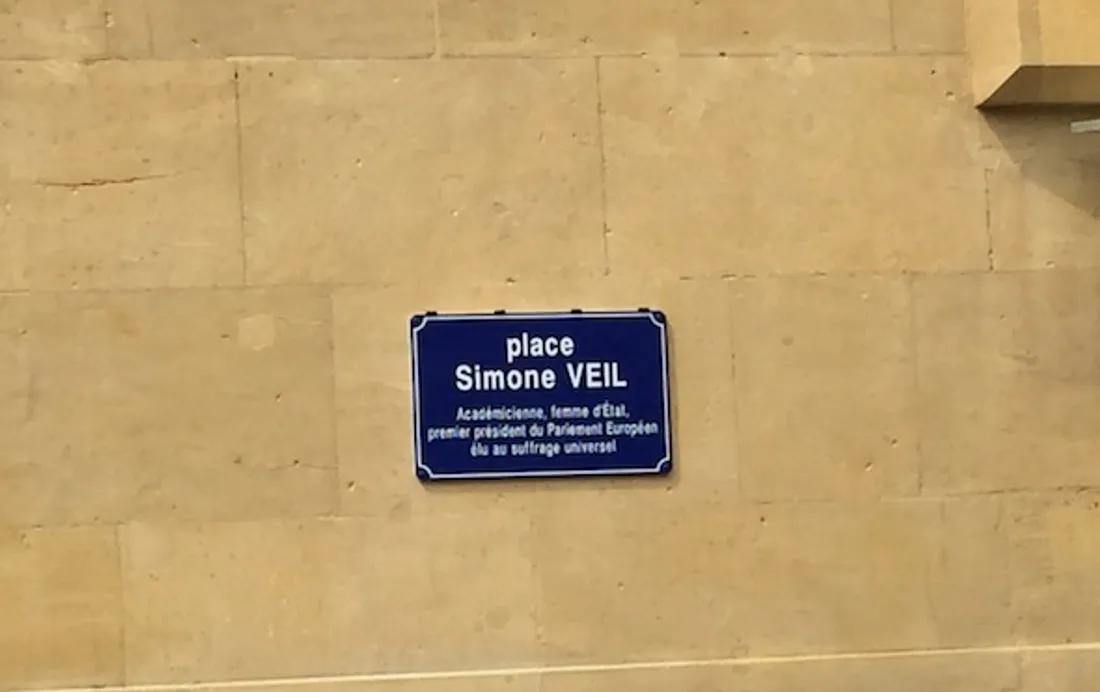 place
Simone VEIL
Académicienne, femme d'État,
premier président du Parlement Européen
élu au suffrage universel